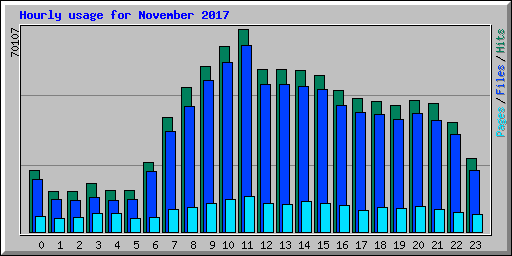 Hourly usage for November 2017
70107
Pages/Files/Hits
0 1 2 3 4 5 6 7 8 9 10 11 12 13 14 15 16 17 18 19 20 21 22 23